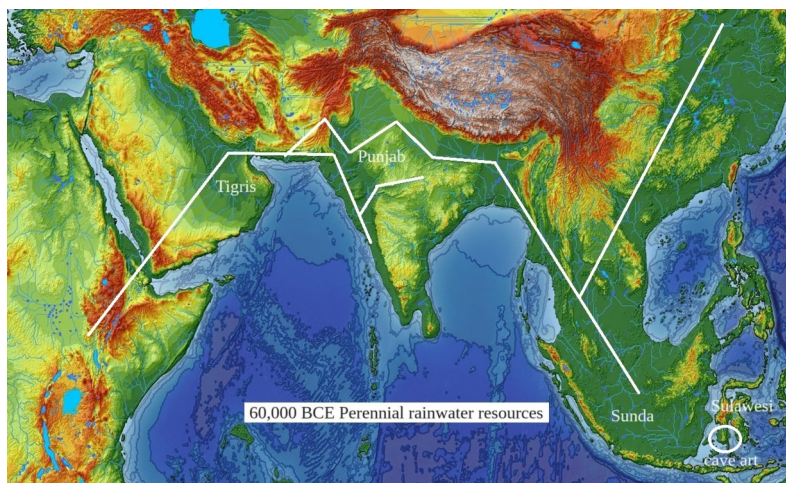 Punjab
Tigris
60,000 BCE Perennial rainwater resources
Sulawesi
Sunda
cave art